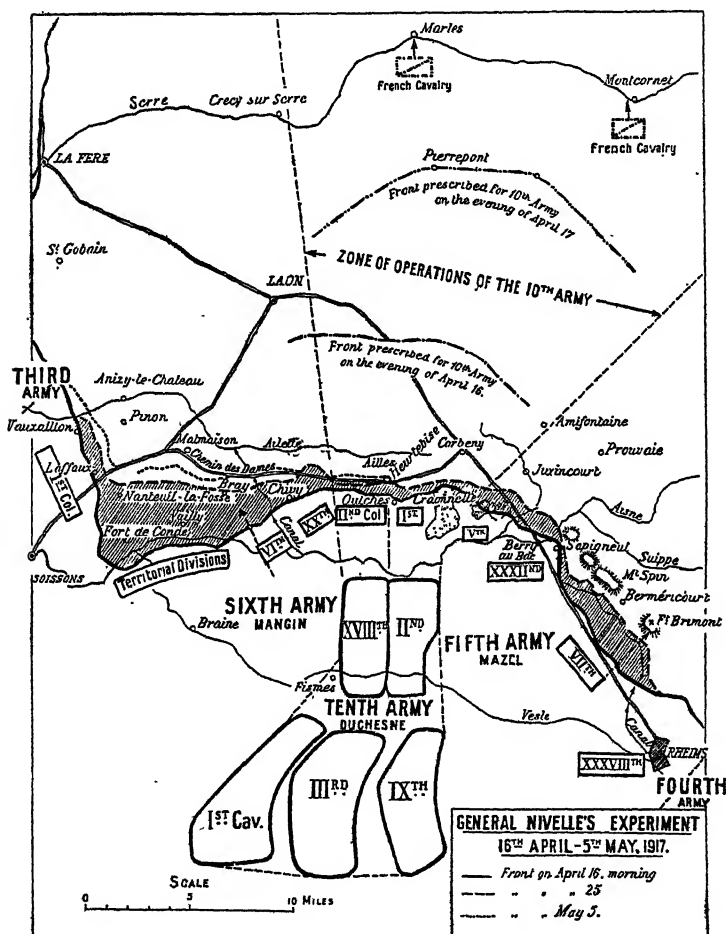 Marles
French Cavalry
Montcornet
French Cavalry
Serre
Crecy sur Serre
LA FERE
Pierrepont
Front prescribed for 10th Army
on the evening of April 17
St Gobain
ZONE OF OPERATIONS OF THE 10TH ARMY
LAON
Front prescribed for 10th Army
on the evening of April 16.
THIRD
ARMY
Anizy-le-Chateau
Vauxaillon
Pinon
Malmaison
Ailette
Ailles
Heurtebise
Corbeny
Amifontaine
Prouvaie
Juxincourt
Laffaux
1ST Col.
Chemin des Dames
Bray
Nanteuil-la-Fosse
Chivy
Fort de Conde
Oulches
Craonnelle
Aisne
Suippe
SOISSONS
Territorial Divisions
VITH
Canal
XXTH
IIND Col
IST
VTH
Berry
au Bac
Sapigneul
Mt Spin
XXXIIND
Berméricourt
Ft Brimont
SIXTH ARMY
MANGIN
Braine
XVIIITH
IIND
FIFTH ARMY
MAZEL
VIITH
Fismes
TENTH ARMY
DUCHESNE
Vesle
Canal
RHEIMS
XXXVIIITH
FOURTH
ARMY
IST Cav.
IIIRD
IXTH
SCALE
0 5 10 MILES
GENERAL NIVELLE'S EXPERIMENT
16TH APRIL-5TH MAY, 1917.
Front on April 16. morning
" " " 25
" " May 5.